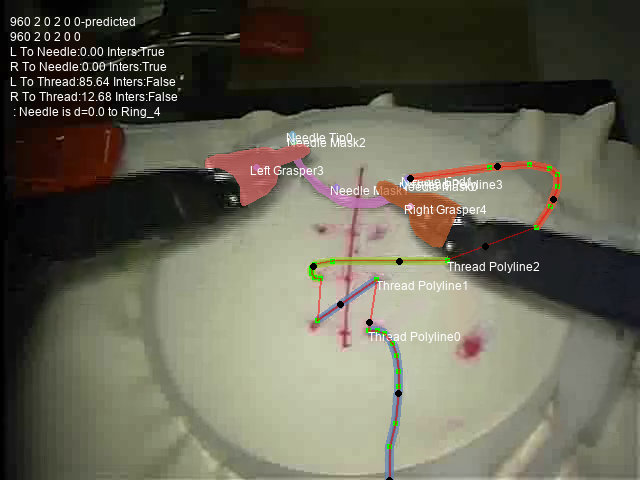 960 2 0 2 0 0-predicted
960 2 0 2 0 0
L To Needle:0.00 Inters:True
R To Needle:0.00 Inters:True
L To Thread:85.64 Inters:False
R To Thread:12.68 Inters:False
: Needle is d=0.0 to Ring_4
Needle Tip0
Needle Mask2
Left Grasper3
Needle Mask1
Right Grasper4
Thread Polyline2
Thread Polyline1
Thread Polyline0